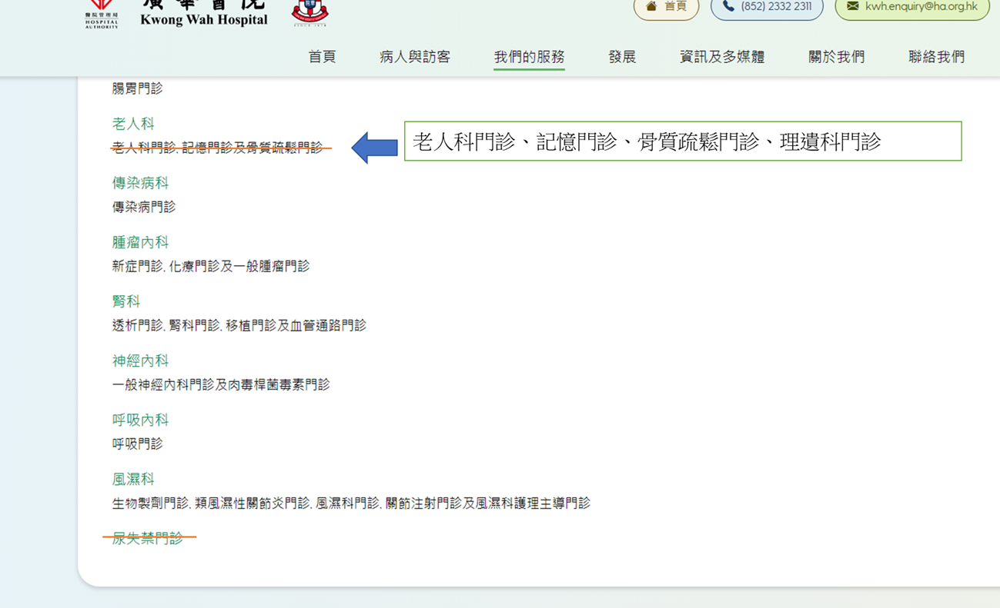 醫院管理局
HOSPITAL
AUTHORITY
廣華醫院
Kwong Wah Hospital
SINCE 1878
首頁
(852) 2332 2311
kwh.enquiry@ha.org.hk
首頁
病人與訪客
我們的服務
發展
資訊及多媒體
關於我們
聯絡我們
腸胃門診
老人科
老人科門診, 記憶門診及骨質疏鬆門診
老人科門診、記憶門診、骨質疏鬆門診、理遺科門診
傳染病科
傳染病門診
腫瘤內科
新症門診, 化療門診及一般腫瘤門診
腎科
透析門診, 腎科門診, 移植門診及血管通路門診
神經內科
一般神經內科門診及肉毒桿菌毒素門診
呼吸內科
呼吸門診
風濕科
生物製劑門診, 類風濕性關節炎門診, 風濕科門診, 關節注射門診及風濕科護理主導門診
尿失禁門診